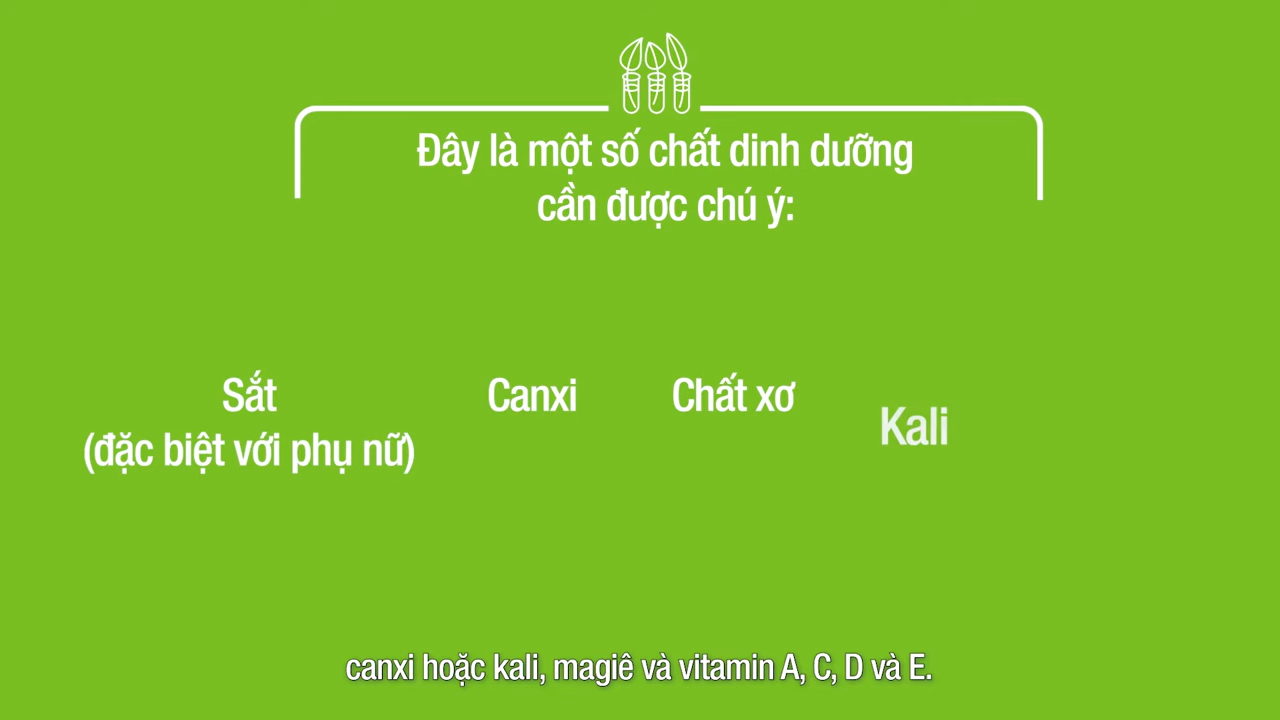 Đây là một số chất dinh dưỡng
cần được chú ý:
Sắt
(đặc biệt với phụ nữ)
Canxi
Chất xơ
Kali
canxi hoặc kali, magiê và vitamin A, C, D và E.